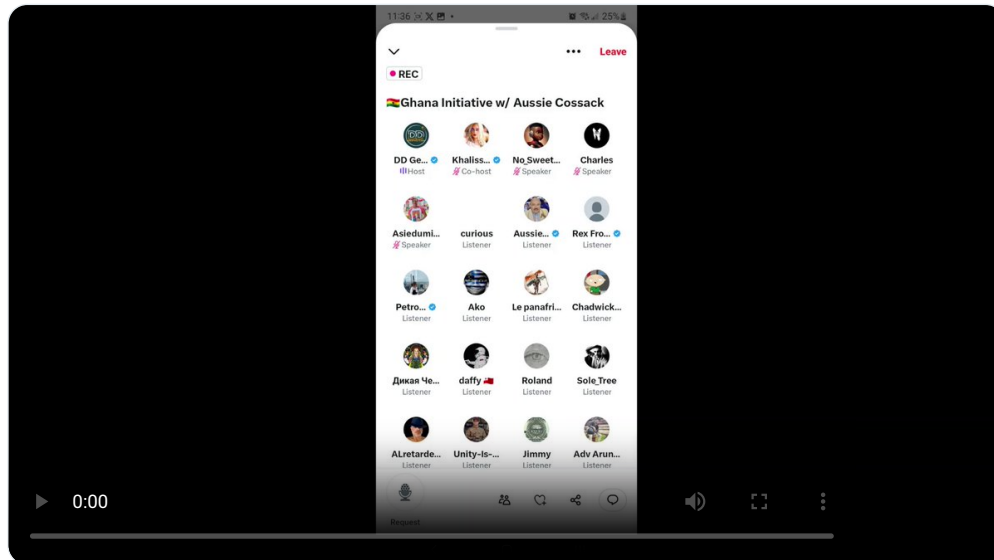 11:36
25%
Leave
REC
🇬🇭Ghana Initiative w/ Aussie Cossack
DD Ge... Khaliss... No_Sweet... Charles
Host Co-host Speaker Speaker
Asiedumi... curious Aussie... Rex Fro...
Speaker Listener Listener Listener
Petro... Ako Le panafri... Chadwick...
Listener Listener Listener Listener
Дикая Че... daffy Roland Sole_Tree
Listener Listener Listener Listener
ALretarde... Unity-Is-... Jimmy Adv Arun...
Listener Listener Listener Listener
0:00
Request